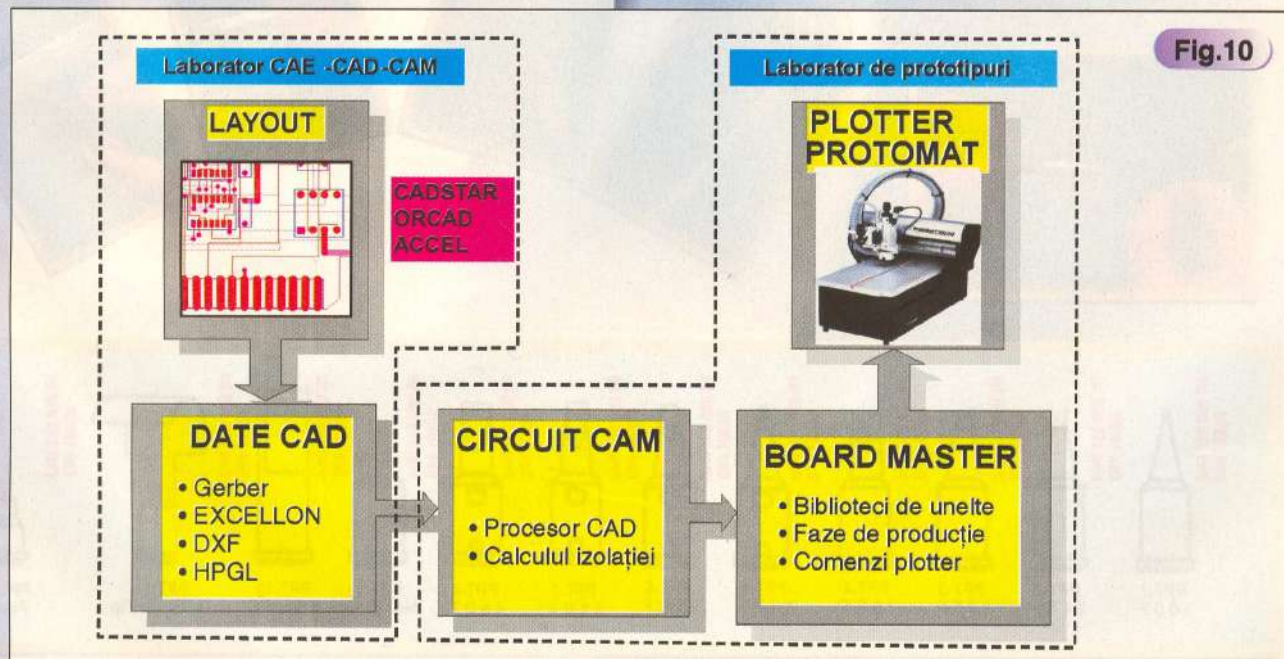 Fig.10
Laborator CAE -CAD-CAM
LAYOUT
CADSTAR
ORCAD
ACCEL
DATE CAD
• Gerber
• EXCELLON
• DXF
• HPGL
CIRCUIT CAM
• Procesor CAD
• Calculul izolației
Laborator de prototipuri
PLOTTER
PROTOMAT
BOARD MASTER
• Biblioteci de unelte
• Faze de producție
• Comenzi plotter